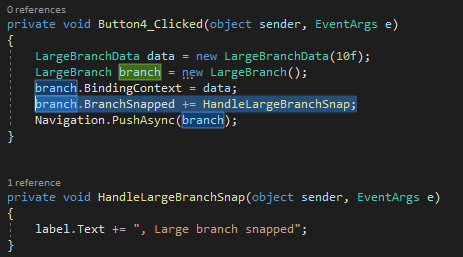 0 references
private void Button4_Clicked(object sender, EventArgs e)
{
LargeBranchData data = new LargeBranchData(10f);
LargeBranch branch = new LargeBranch();
branch.BindingContext = data;
branch.BranchSnapped += HandleLargeBranchSnap;
Navigation.PushAsync(branch);
}
1 reference
private void HandleLargeBranchSnap(object sender, EventArgs e)
{
label.Text += ", Large branch snapped";
}